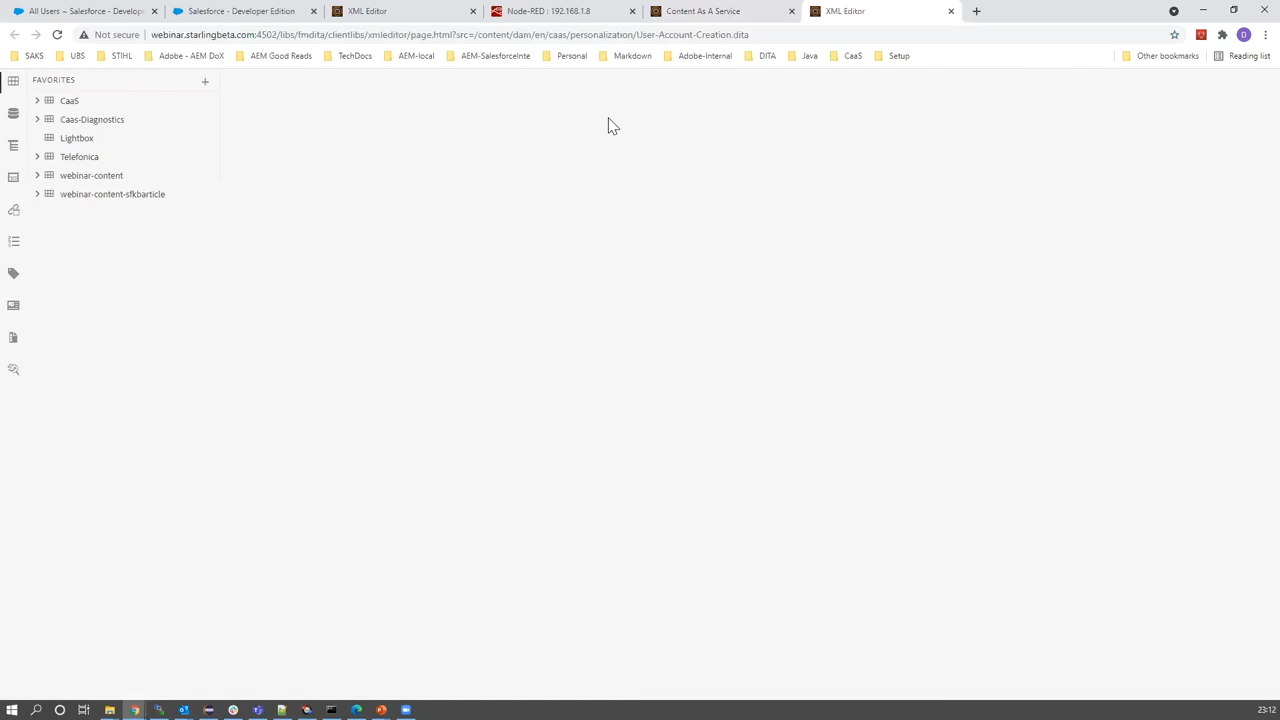 All Users ~ Salesforce - Develop
Salesforce - Developer Edition
XML Editor
Node-RED : 192.168.1.8
Content As A Service
XML Editor
Not secure
webinar.starlingbeta.com:4502/libs/fmdita/clientlibs/xmleditor/page.html?src=/content/dam/en/caas/personalization/User-Account-Creation.dita
D
SAKS
UBS
STIHL
Adobe - AEM DoX
AEM Good Reads
TechDocs
AEM-local
AEM-SalesforceInte
Personal
Markdown
Adobe-Internal
DITA
Java
CaaS
Setup
Other bookmarks
Reading list
FAVORITES
CaaS
Caas-Diagnostics
Lightbox
Telefonica
webinar-content
webinar-content-sfkbarticle
23:12